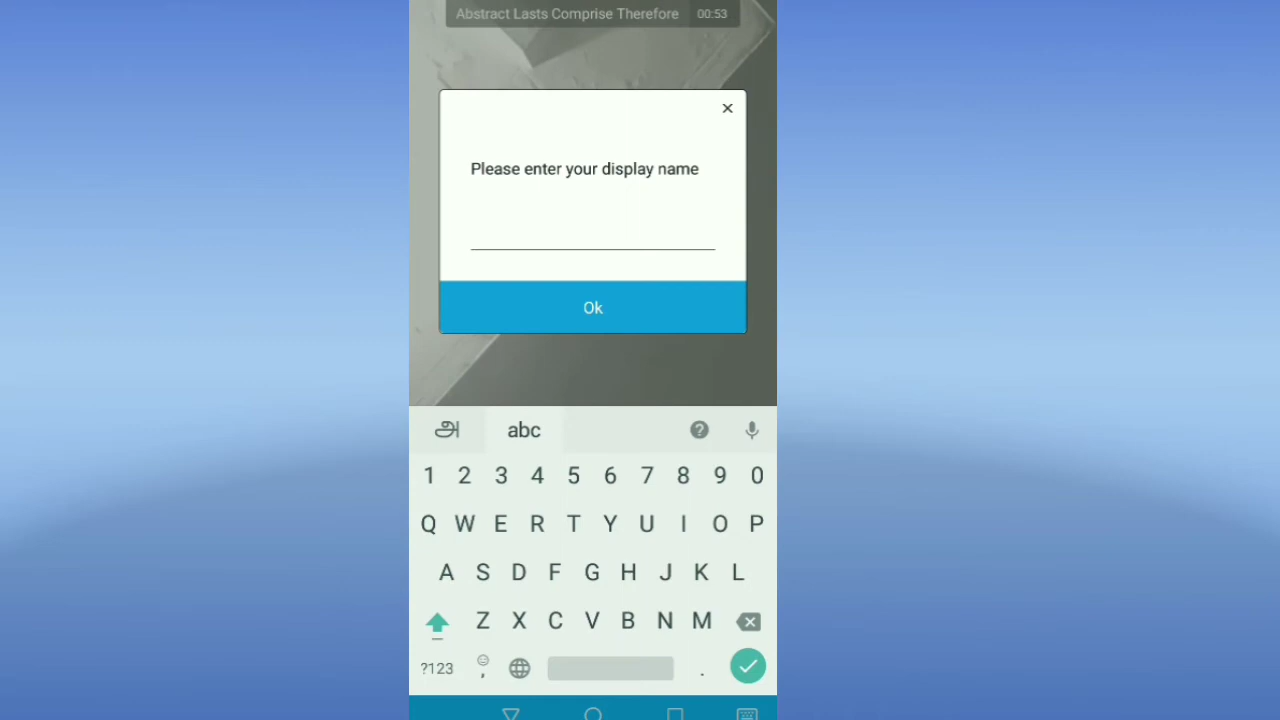 Abstract Lasts Comprise Therefore 00:53
×
Please enter your display name
Ok
அ abc ?
1 2 3 4 5 6 7 8 9 0
Q W E R T Y U I O P
A S D F G H J K L
Z X C V B N M
?123 , .